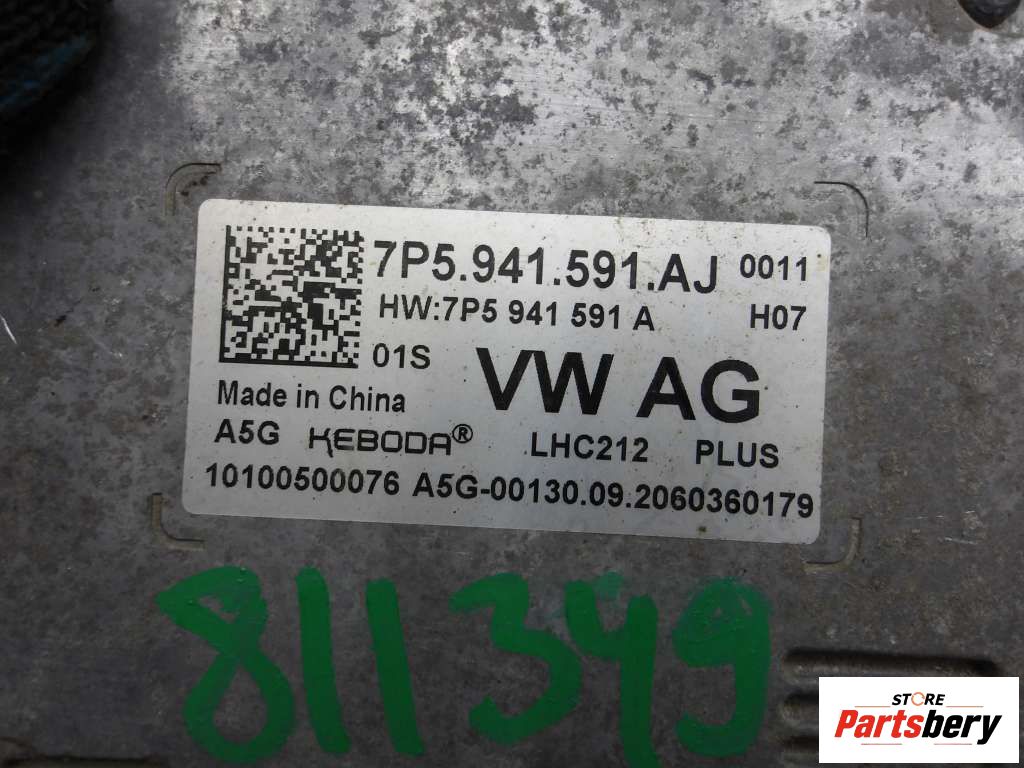 7P5.941.591.AJ 0011
HW:7P5 941 591 A H07
01S VW AG
Made in China
A5G KEBODA® LHC212 PLUS
10100500076 A5G-00130.09.2060360179
811349
STORE
Partsbery